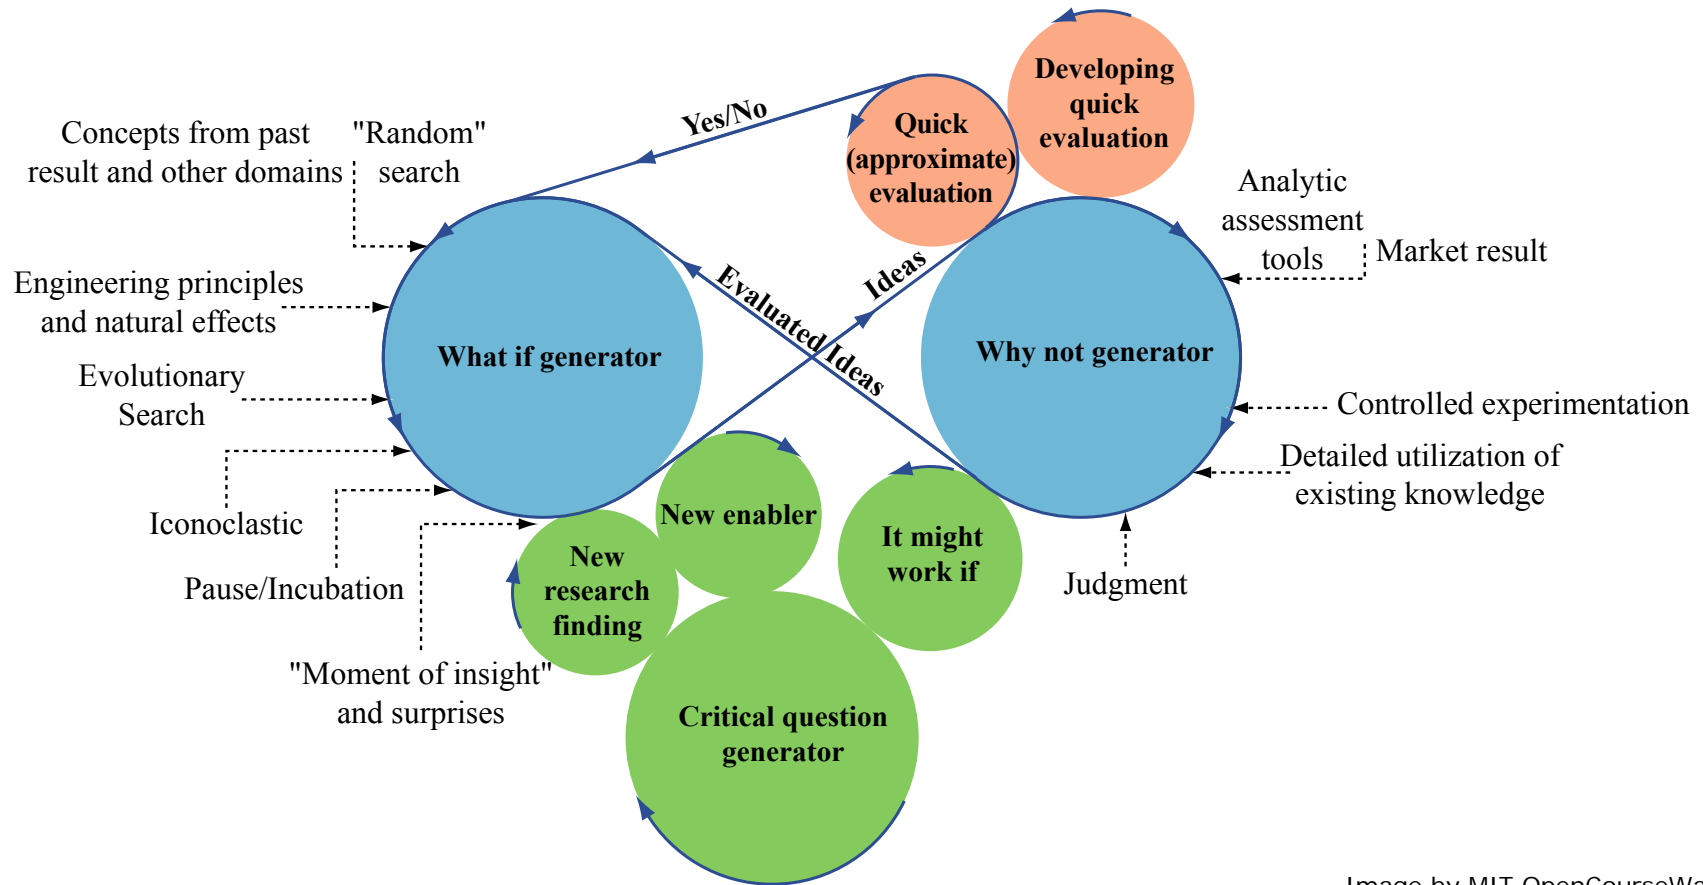 Developing
quick
evaluation
Yes/No
Quick
(approximate)
evaluation
Concepts from past
result and other domains
"Random"
search
Analytic
assessment
tools
Market result
Engineering principles
and natural effects
Ideas
Evaluated Ideas
What if generator
Why not generator
Evolutionary
Search
Controlled experimentation
Detailed utilization of
existing knowledge
Iconoclastic
New enabler
It might
work if
New
research
finding
Pause/Incubation
Judgment
"Moment of insight"
and surprises
Critical question
generator
Image by MIT